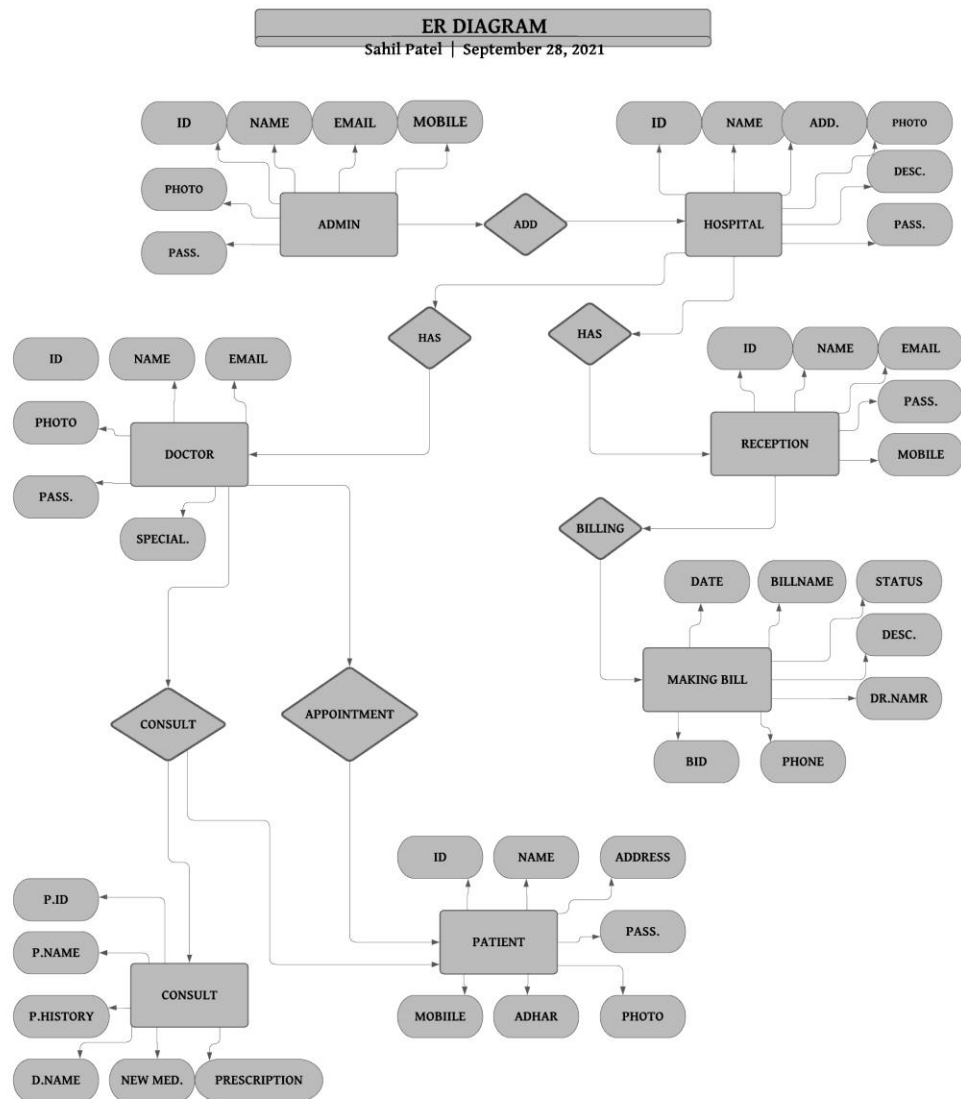 ER DIAGRAM
Sahil Patel | September 28, 2021
ID
NAME
EMAIL
MOBILE
PHOTO
PASS.
ADMIN
ADD
ID
NAME
ADD.
PHOTO
DESC.
PASS.
HOSPITAL
HAS
HAS
ID
NAME
EMAIL
PHOTO
PASS.
SPECIAL.
DOCTOR
ID
NAME
EMAIL
PASS.
MOBILE
RECEPTION
BILLING
DATE
BILLNAME
STATUS
DESC.
DR.NAMR
MAKING BILL
BID
PHONE
CONSULT
APPOINTMENT
ID
NAME
ADDRESS
PASS.
PATIENT
MOBIILE
ADHAR
PHOTO
P.ID
P.NAME
CONSULT
P.HISTORY
D.NAME
NEW MED.
PRESCRIPTION